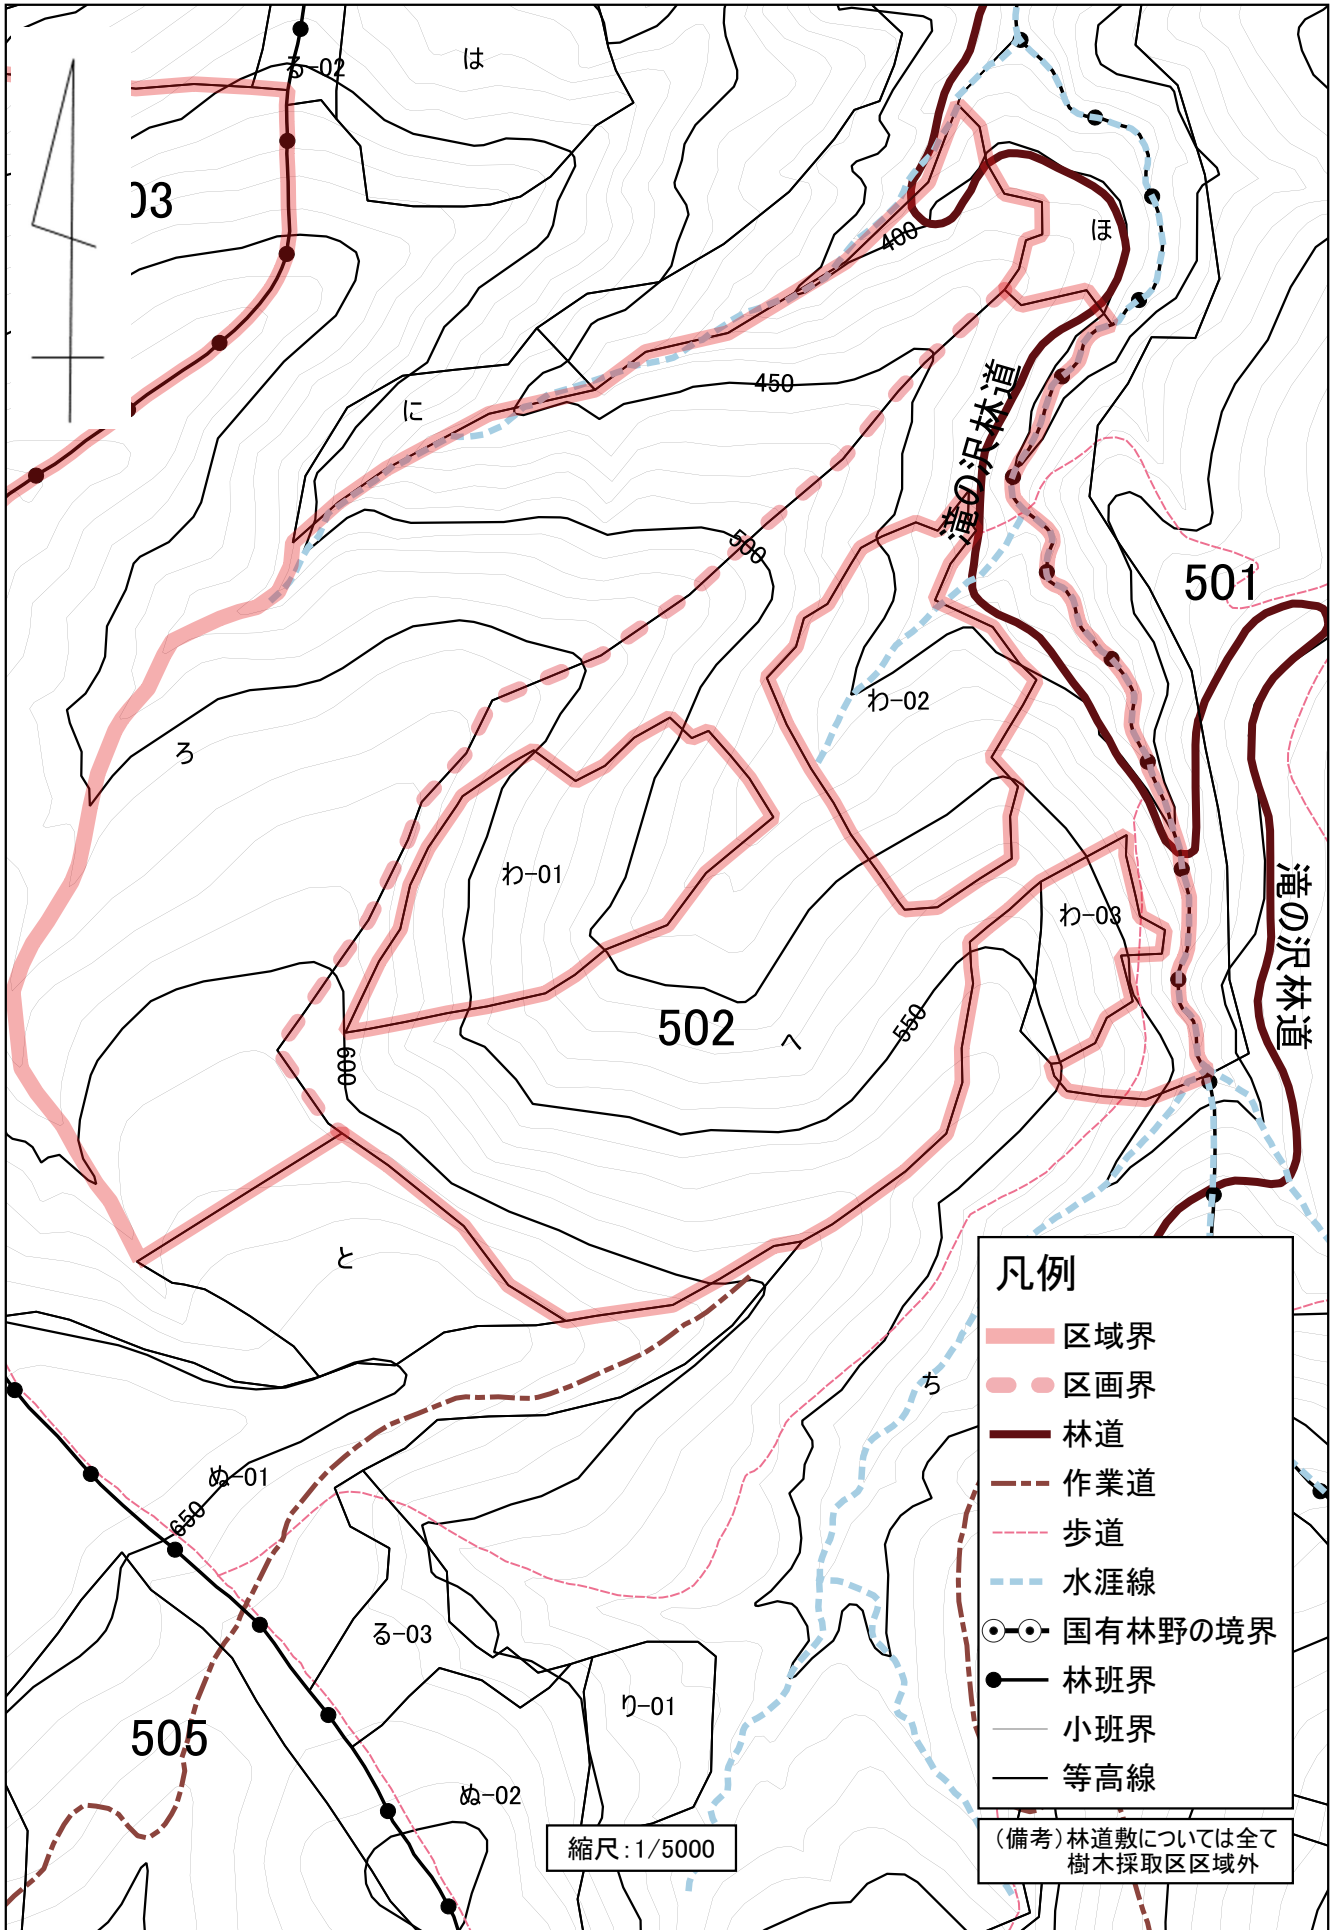 る-02
は
03
ほ
400
450
に
滝の沢林道
500
501
わ-02
ろ
わ-01
わ-03
滝の沢林道
502
へ
550
600
と
凡例
区域界
区画界
林道
作業道
歩道
水涯線
国有林野の境界
林班界
小班界
等高線
ち
ぬ-01
650
る-03
り-01
505
ぬ-02
縮尺:1/5000
(備考)林道敷については全て
樹木採取区区域外